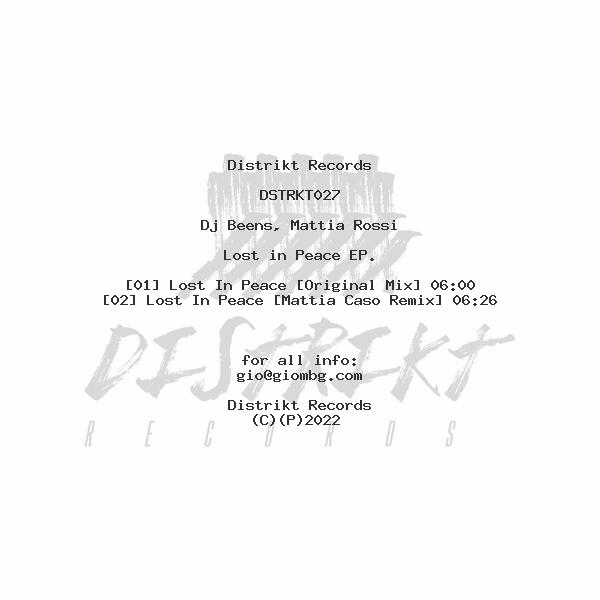 Distrikt Records
DSTRKT027
Dj Beens, Mattia Rossi
Lost in Peace EP.
[01] Lost In Peace [Original Mix] 06:00
[02] Lost In Peace [Mattia Caso Remix] 06:26
DISTRIKT
for all info:
gio@giombg.com
Distrikt Records
(C)(P)2022
RECORDS